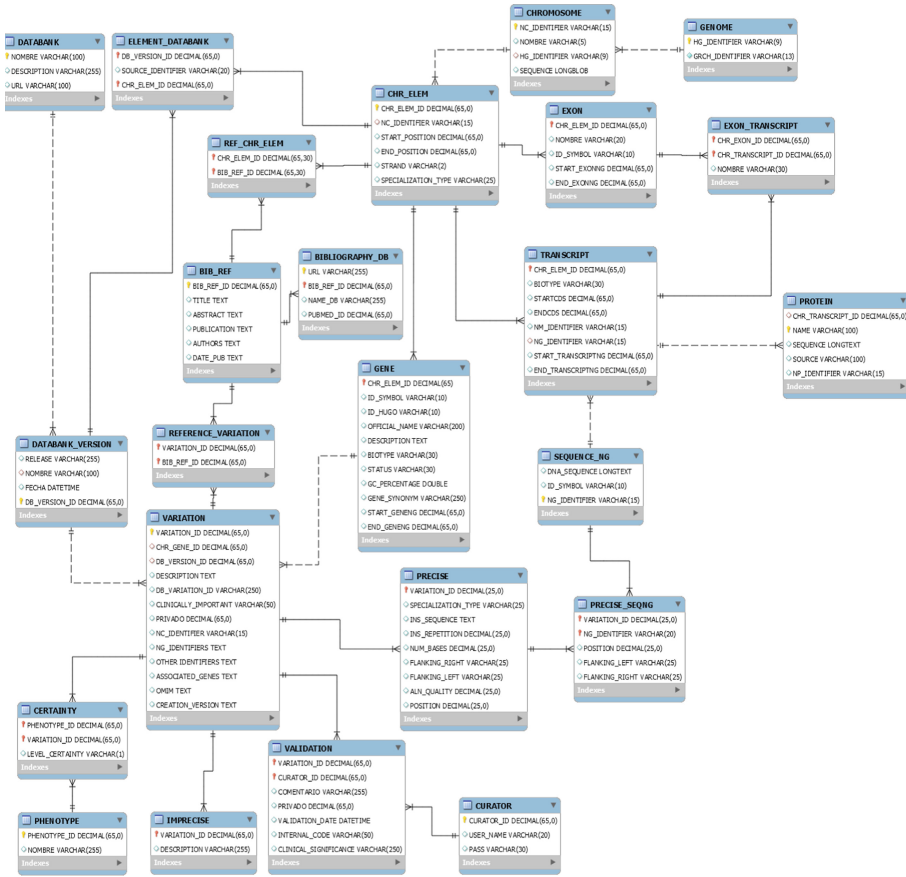 CHROMOSOME
NC_IDENTIFIER VARCHAR(15)
NOMBRE VARCHAR(5)
HG_IDENTIFIER VARCHAR(9)
SEQUENCE LONGBLOB
Indexes
GENOME
HG_IDENTIFIER VARCHAR(9)
GRCH_IDENTIFIER VARCHAR(13)
Indexes
DATABANK
NOMBRE VARCHAR(100)
DESCRIPTION VARCHAR(255)
URL VARCHAR(100)
Indexes
ELEMENT_DATABANK
DB_VERSION_ID DECIMAL(65,0)
SOURCE_IDENTIFIER VARCHAR(20)
CHR_ELEM_ID DECIMAL(65,0)
Indexes
CHR_ELEM
CHR_ELEM_ID DECIMAL(65,0)
NC_IDENTIFIER VARCHAR(15)
START_POSITION DECIMAL(65,0)
END_POSITION DECIMAL(65,0)
STRAND VARCHAR(2)
SPECIALIZATION_TYPE VARCHAR(25)
Indexes
EXON
CHR_ELEM_ID DECIMAL(65,0)
NOMBRE VARCHAR(20)
ID_SYMBOL VARCHAR(10)
START_EXONNG DECIMAL(65,0)
END_EXONNG DECIMAL(65,0)
Indexes
EXON_TRANSCRIPT
CHR_EXON_ID DECIMAL(65,0)
CHR_TRANSCRIPT_ID DECIMAL(65,0)
NOMBRE VARCHAR(30)
Indexes
REF_CHR_ELEM
CHR_ELEM_ID DECIMAL(65,30)
BIB_REF_ID DECIMAL(65,30)
Indexes
BIB_REF
BIB_REF_ID DECIMAL(65,0)
TITLE TEXT
ABSTRACT TEXT
PUBLICATION TEXT
AUTHORS TEXT
DATE_PUB TEXT
Indexes
BIBLIOGRAPHY_DB
URL VARCHAR(255)
BIB_REF_ID DECIMAL(65,0)
NAME_DB VARCHAR(255)
PUBMED_ID DECIMAL(65,0)
Indexes
TRANSCRIPT
CHR_ELEM_ID DECIMAL(65,0)
BIOTYPE VARCHAR(30)
STARTCDS DECIMAL(65,0)
ENDCDS DECIMAL(65,0)
NM_IDENTIFIER VARCHAR(15)
NG_IDENTIFIER VARCHAR(15)
START_TRANSCRIPTNG DECIMAL(65,0)
END_TRANSCRIPTNG DECIMAL(65,0)
Indexes
PROTEIN
CHR_TRANSCRIPT_ID DECIMAL(65,0)
NAME VARCHAR(100)
SEQUENCE LONGTEXT
SOURCE VARCHAR(100)
NP_IDENTIFIER VARCHAR(15)
Indexes
GENE
CHR_ELEM_ID DECIMAL(65)
ID_SYMBOL VARCHAR(10)
ID_HUGO VARCHAR(10)
OFFICIAL_NAME VARCHAR(200)
DESCRIPTION TEXT
BIOTYPE VARCHAR(30)
STATUS VARCHAR(30)
GC_PERCENTAGE DOUBLE
GENE_SYNONYM VARCHAR(250)
START_GENENG DECIMAL(65,0)
END_GENENG DECIMAL(65,0)
Indexes
DATABANK_VERSION
RELEASE VARCHAR(255)
NOMBRE VARCHAR(100)
FECHA DATETIME
DB_VERSION_ID DECIMAL(65,0)
Indexes
REFERENCE_VARIATION
VARIATION_ID DECIMAL(65,0)
BIB_REF_ID DECIMAL(65,0)
Indexes
SEQUENCE_NG
DNA_SEQUENCE LONGTEXT
ID_SYMBOL VARCHAR(10)
NG_IDENTIFIER VARCHAR(15)
Indexes
VARIATION
VARIATION_ID DECIMAL(65,0)
CHR_GENE_ID DECIMAL(65,0)
DB_VERSION_ID DECIMAL(65,0)
DESCRIPTION TEXT
DB_VARIATION_ID VARCHAR(250)
CLINICALLY_IMPORTANT VARCHAR(50)
PRIVADO DECIMAL(65,0)
NC_IDENTIFIER VARCHAR(15)
NG_IDENTIFIERS TEXT
OTHER IDENTIFIERS TEXT
ASSOCIATED_GENES TEXT
OMIM TEXT
CREATION_VERSION TEXT
Indexes
PRECISE
VARIATION_ID DECIMAL(25,0)
SPECIALIZATION_TYPE VARCHAR(25)
INS_SEQUENCE TEXT
INS_REPETITION DECIMAL(25,0)
NUM_BASES DECIMAL(25,0)
FLANKING_RIGHT VARCHAR(25)
FLANKING_LEFT VARCHAR(25)
ALN_QUALITY DECIMAL(25,0)
POSITION DECIMAL(25,0)
Indexes
PRECISE_SEQNG
VARIATION_ID DECIMAL(25,0)
NG_IDENTIFIER VARCHAR(20)
POSITION DECIMAL(25,0)
FLANKING_LEFT VARCHAR(25)
FLANKING_RIGHT VARCHAR(25)
Indexes
CERTAINTY
PHENOTYPE_ID DECIMAL(65,0)
VARIATION_ID DECIMAL(65,0)
LEVEL_CERTAINTY VARCHAR(1)
Indexes
PHENOTYPE
PHENOTYPE_ID DECIMAL(65,0)
NOMBRE VARCHAR(255)
Indexes
IMPRECISE
VARIATION_ID DECIMAL(65,0)
DESCRIPTION VARCHAR(255)
Indexes
VALIDATION
VARIATION_ID DECIMAL(65,0)
CURATOR_ID DECIMAL(65,0)
COMENTARIO VARCHAR(255)
PRIVADO DECIMAL(65,0)
VALIDATION_DATE DATETIME
INTERNAL_CODE VARCHAR(50)
CLINICAL_SIGNIFICANCE VARCHAR(250)
Indexes
CURATOR
CURATOR_ID DECIMAL(65,0)
USER_NAME VARCHAR(20)
PASS VARCHAR(30)
Indexes